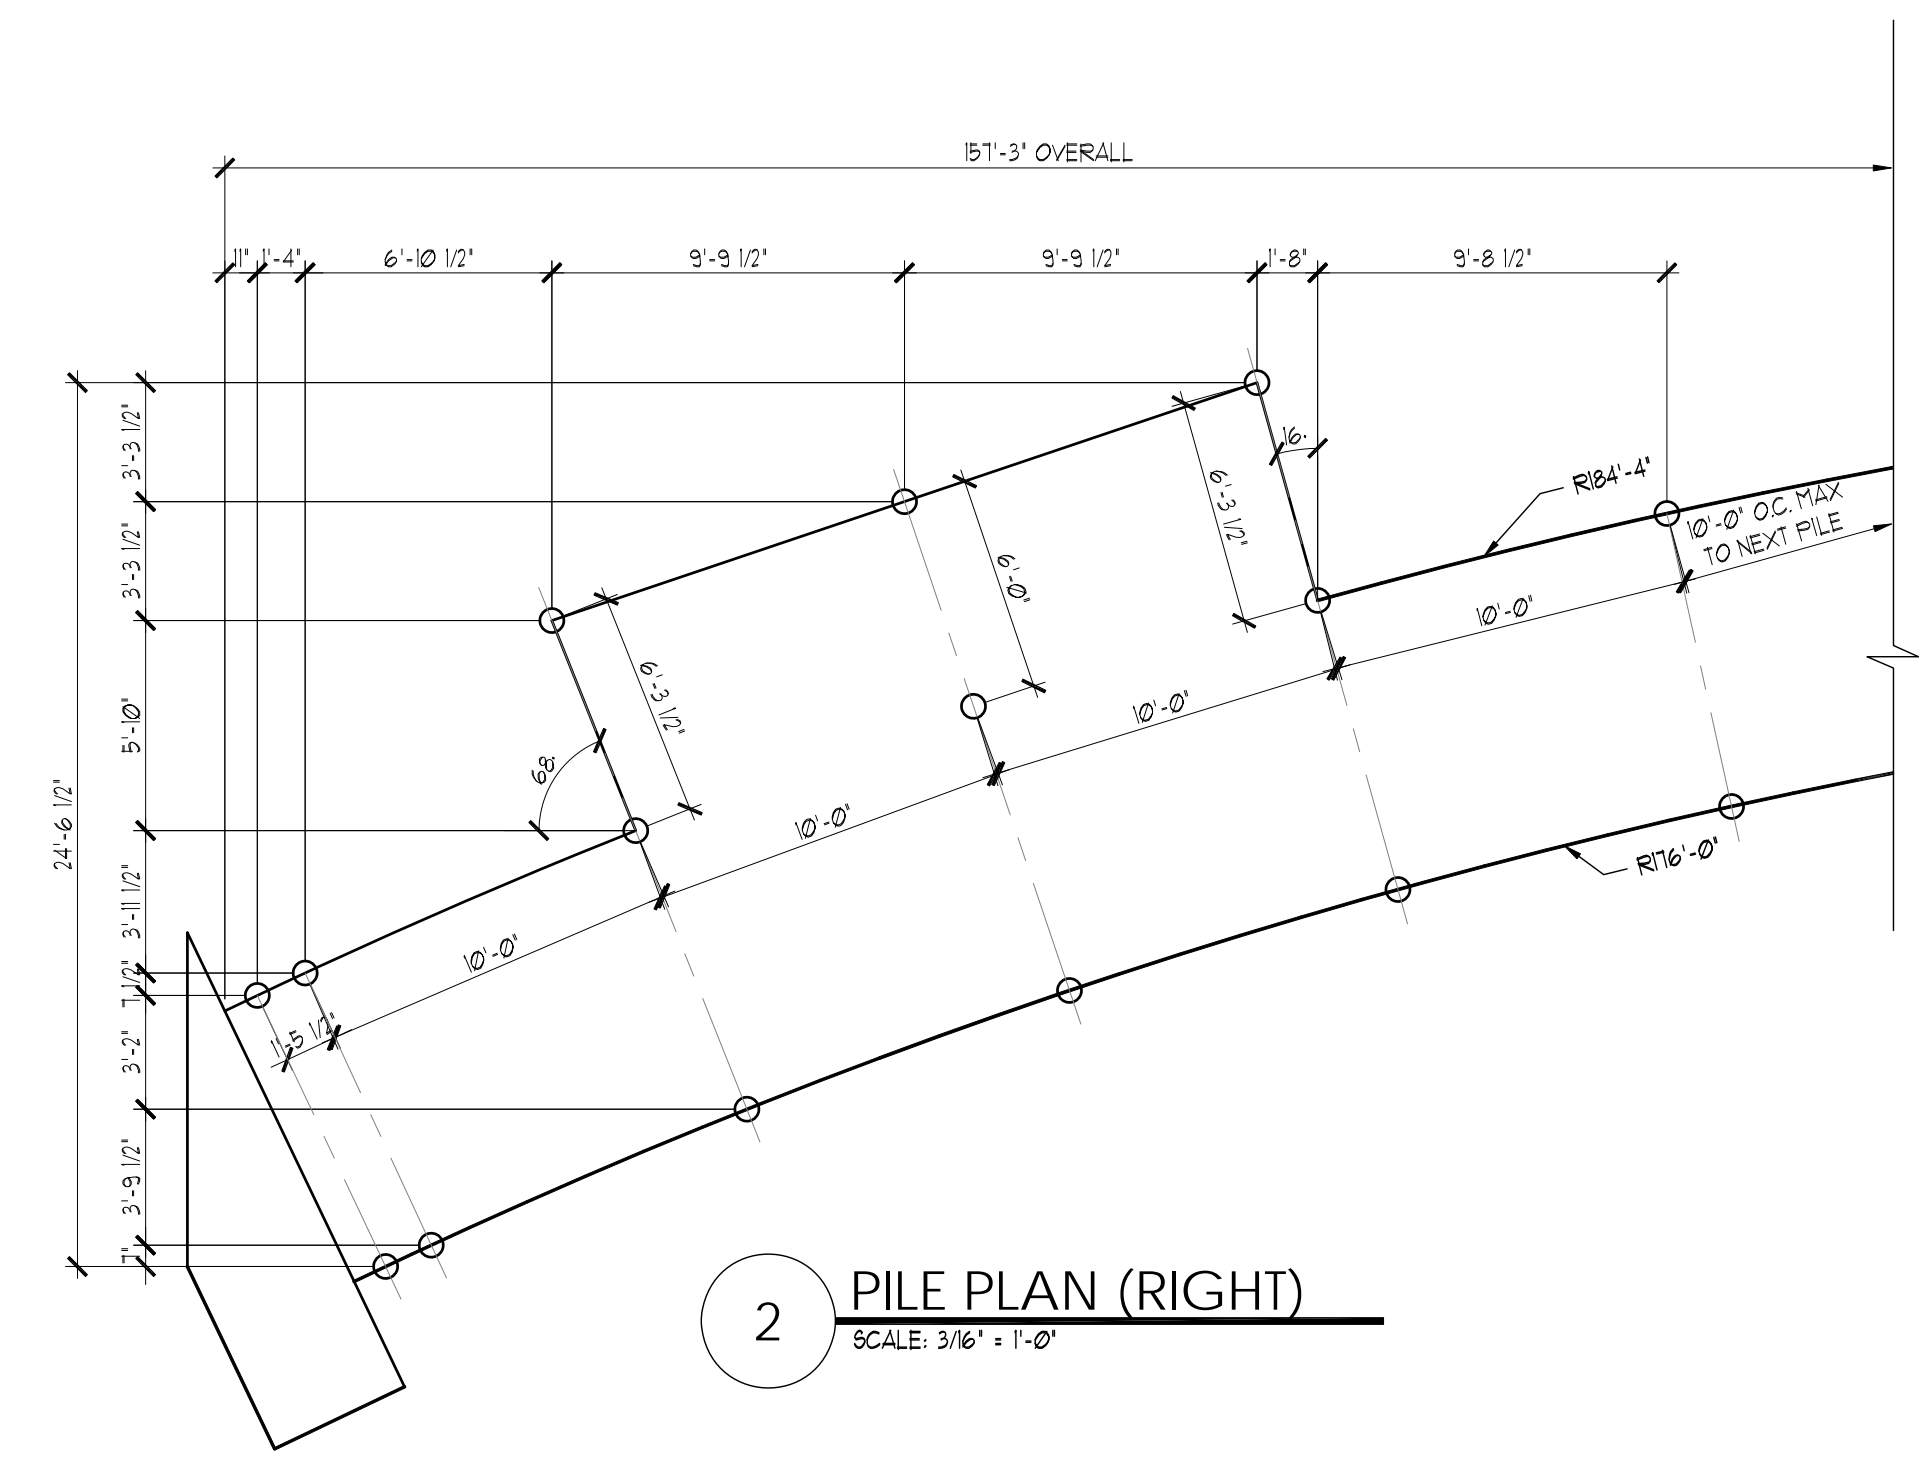 157'-3" OVERALL
11" 1'-4" 6'-10 1/2" 9'-9 1/2" 9'-9 1/2" 1'-8" 9'-8 1/2"
3'-3 1/2"
3'-3 1/2"
5'-10"
3'-11 1/2"
7 1/2"
3'-2"
3'-9 1/2"
7"
24'-6 1/2"
16.
6'-3 1/2"
R184'-4"
10'-0" O.C. MAX
TO NEXT PILE
6'-0"
10'-0"
6'-3 1/2"
10'-0"
68.
10'-0"
R176'-0"
10'-0"
1'-5 1/2"
2
PILE PLAN (RIGHT)
SCALE: 3/16" = 1'-0"